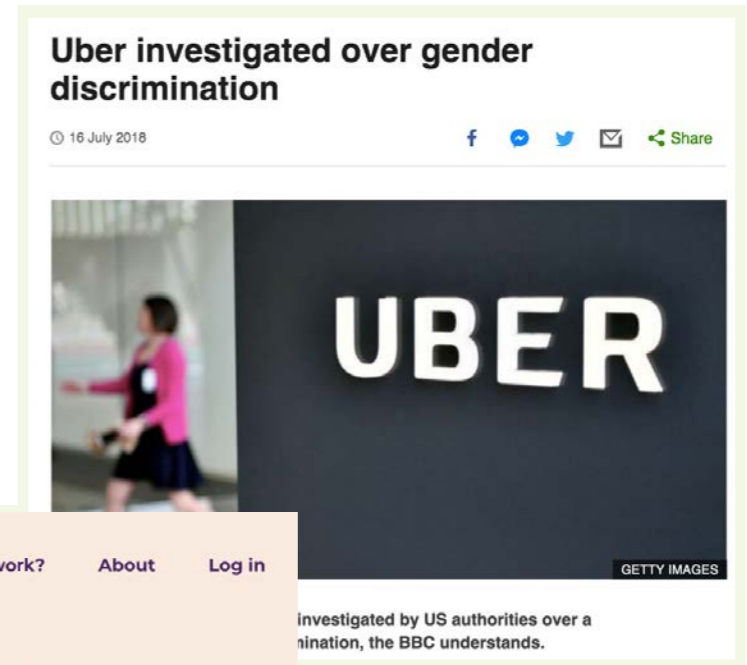 Uber investigated over gender
discrimination
16 July 2018
Share
UBER
GETTY IMAGES
work?
About
Log in
investigated by US authorities over a
the BBC understands.